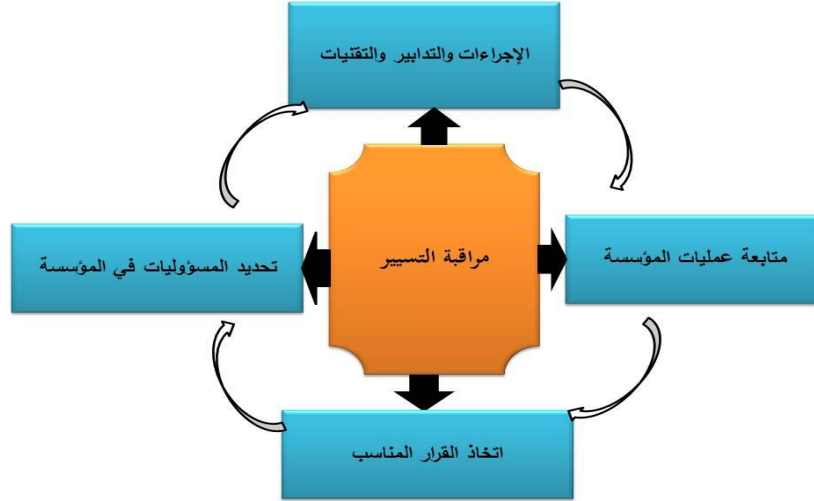 الإجراءات والتدابير والتقنيات
متابعة عمليات المؤسسة
مراقبة التسيير
تحديد المسؤوليات في المؤسسة
اتخاذ القرار المناسب